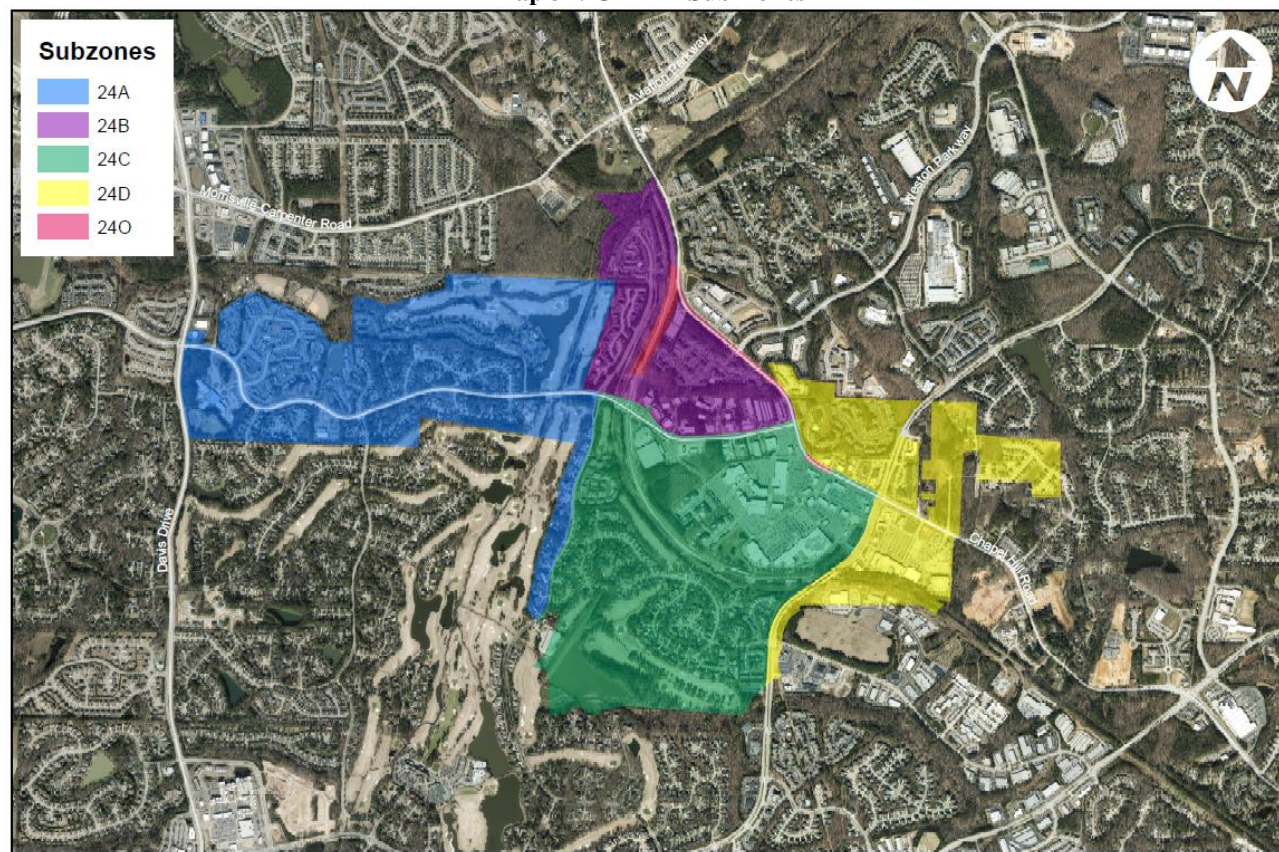 Subzones
24A
24B
24C
24D
24O
N
Avalon Parkway
Weston Parkway
Morrisville-Carpenter Road
Davis Drive
Chapel Hill Road